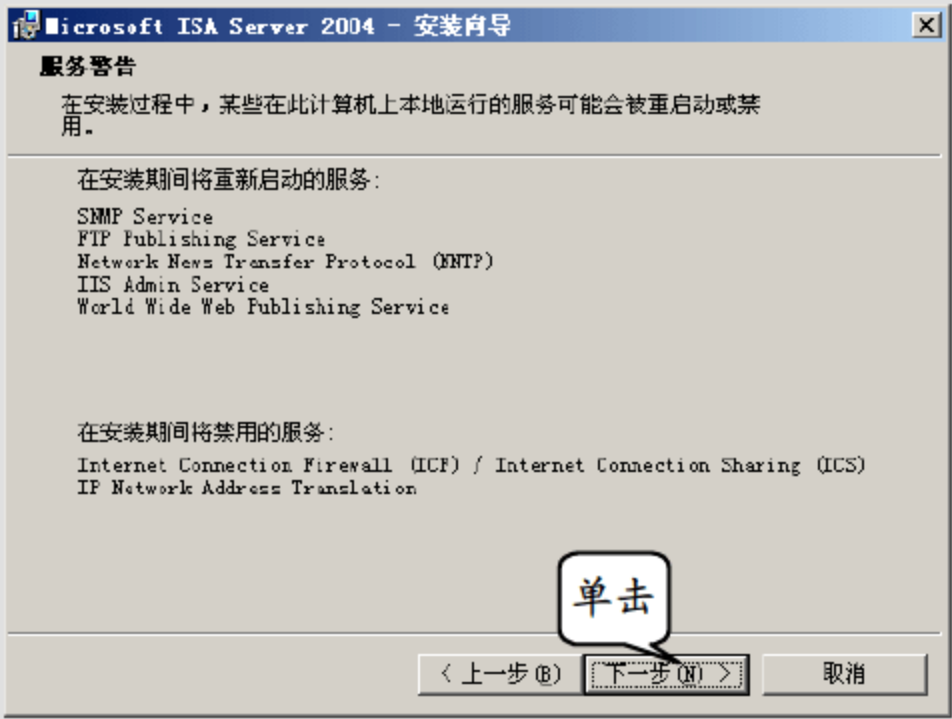 Microsoft ISA Server 2004 - 安装向导
服务警告
在安装过程中，某些在此计算机上本地运行的服务可能会被重启动或禁
用。
在安装期间将重新启动的服务：
SNMP Service
FTP Publishing Service
Network News Transfer Protocol (NNTP)
IIS Admin Service
World Wide Web Publishing Service
在安装期间将禁用的服务：
Internet Connection Firewall (ICF) / Internet Connection Sharing (ICS)
IP Network Address Translation
单击
< 上一步(B)
下一步(N) >
取消